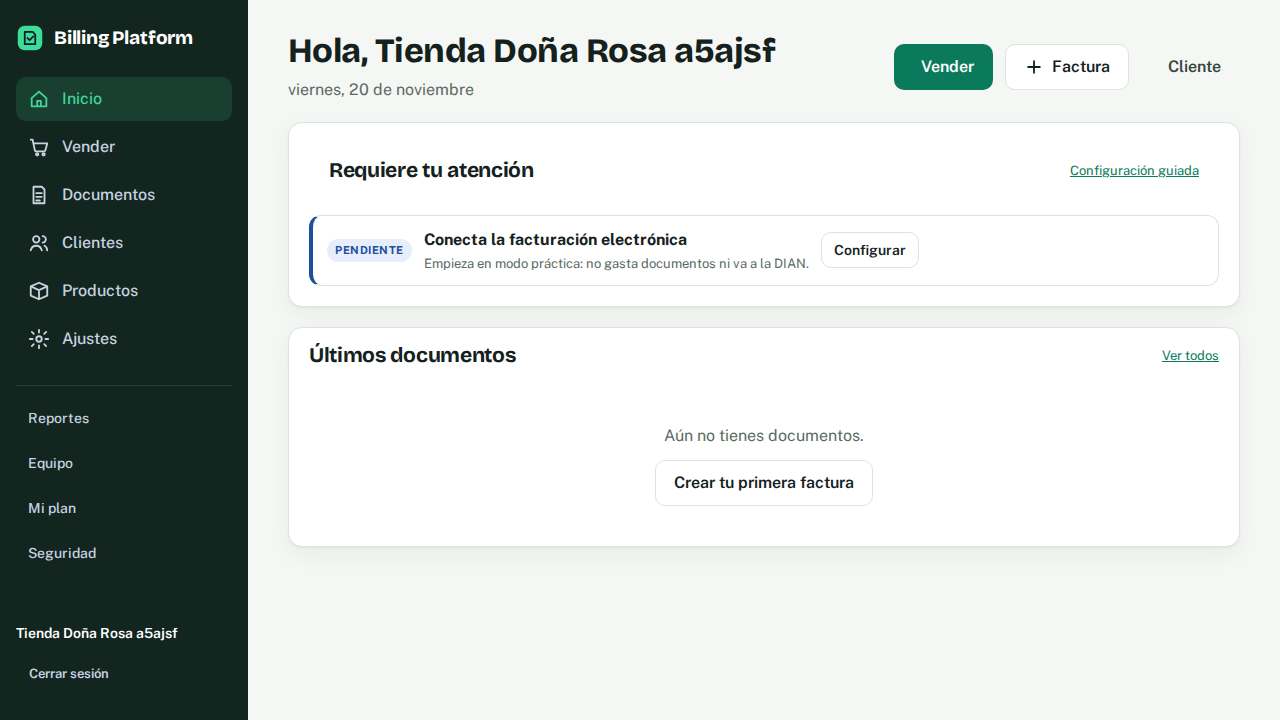 Billing Platform
Inicio
Vender
Documentos
Clientes
Productos
Ajustes
Reportes
Equipo
Mi plan
Seguridad
Tienda Doña Rosa a5ajsf
Cerrar sesión
Hola, Tienda Doña Rosa a5ajsf
viernes, 20 de noviembre
Vender
Factura
Cliente
Requiere tu atención
Configuración guiada
PENDIENTE
Conecta la facturación electrónica
Empieza en modo práctica: no gasta documentos ni va a la DIAN.
Configurar
Últimos documentos
Ver todos
Aún no tienes documentos.
Crear tu primera factura